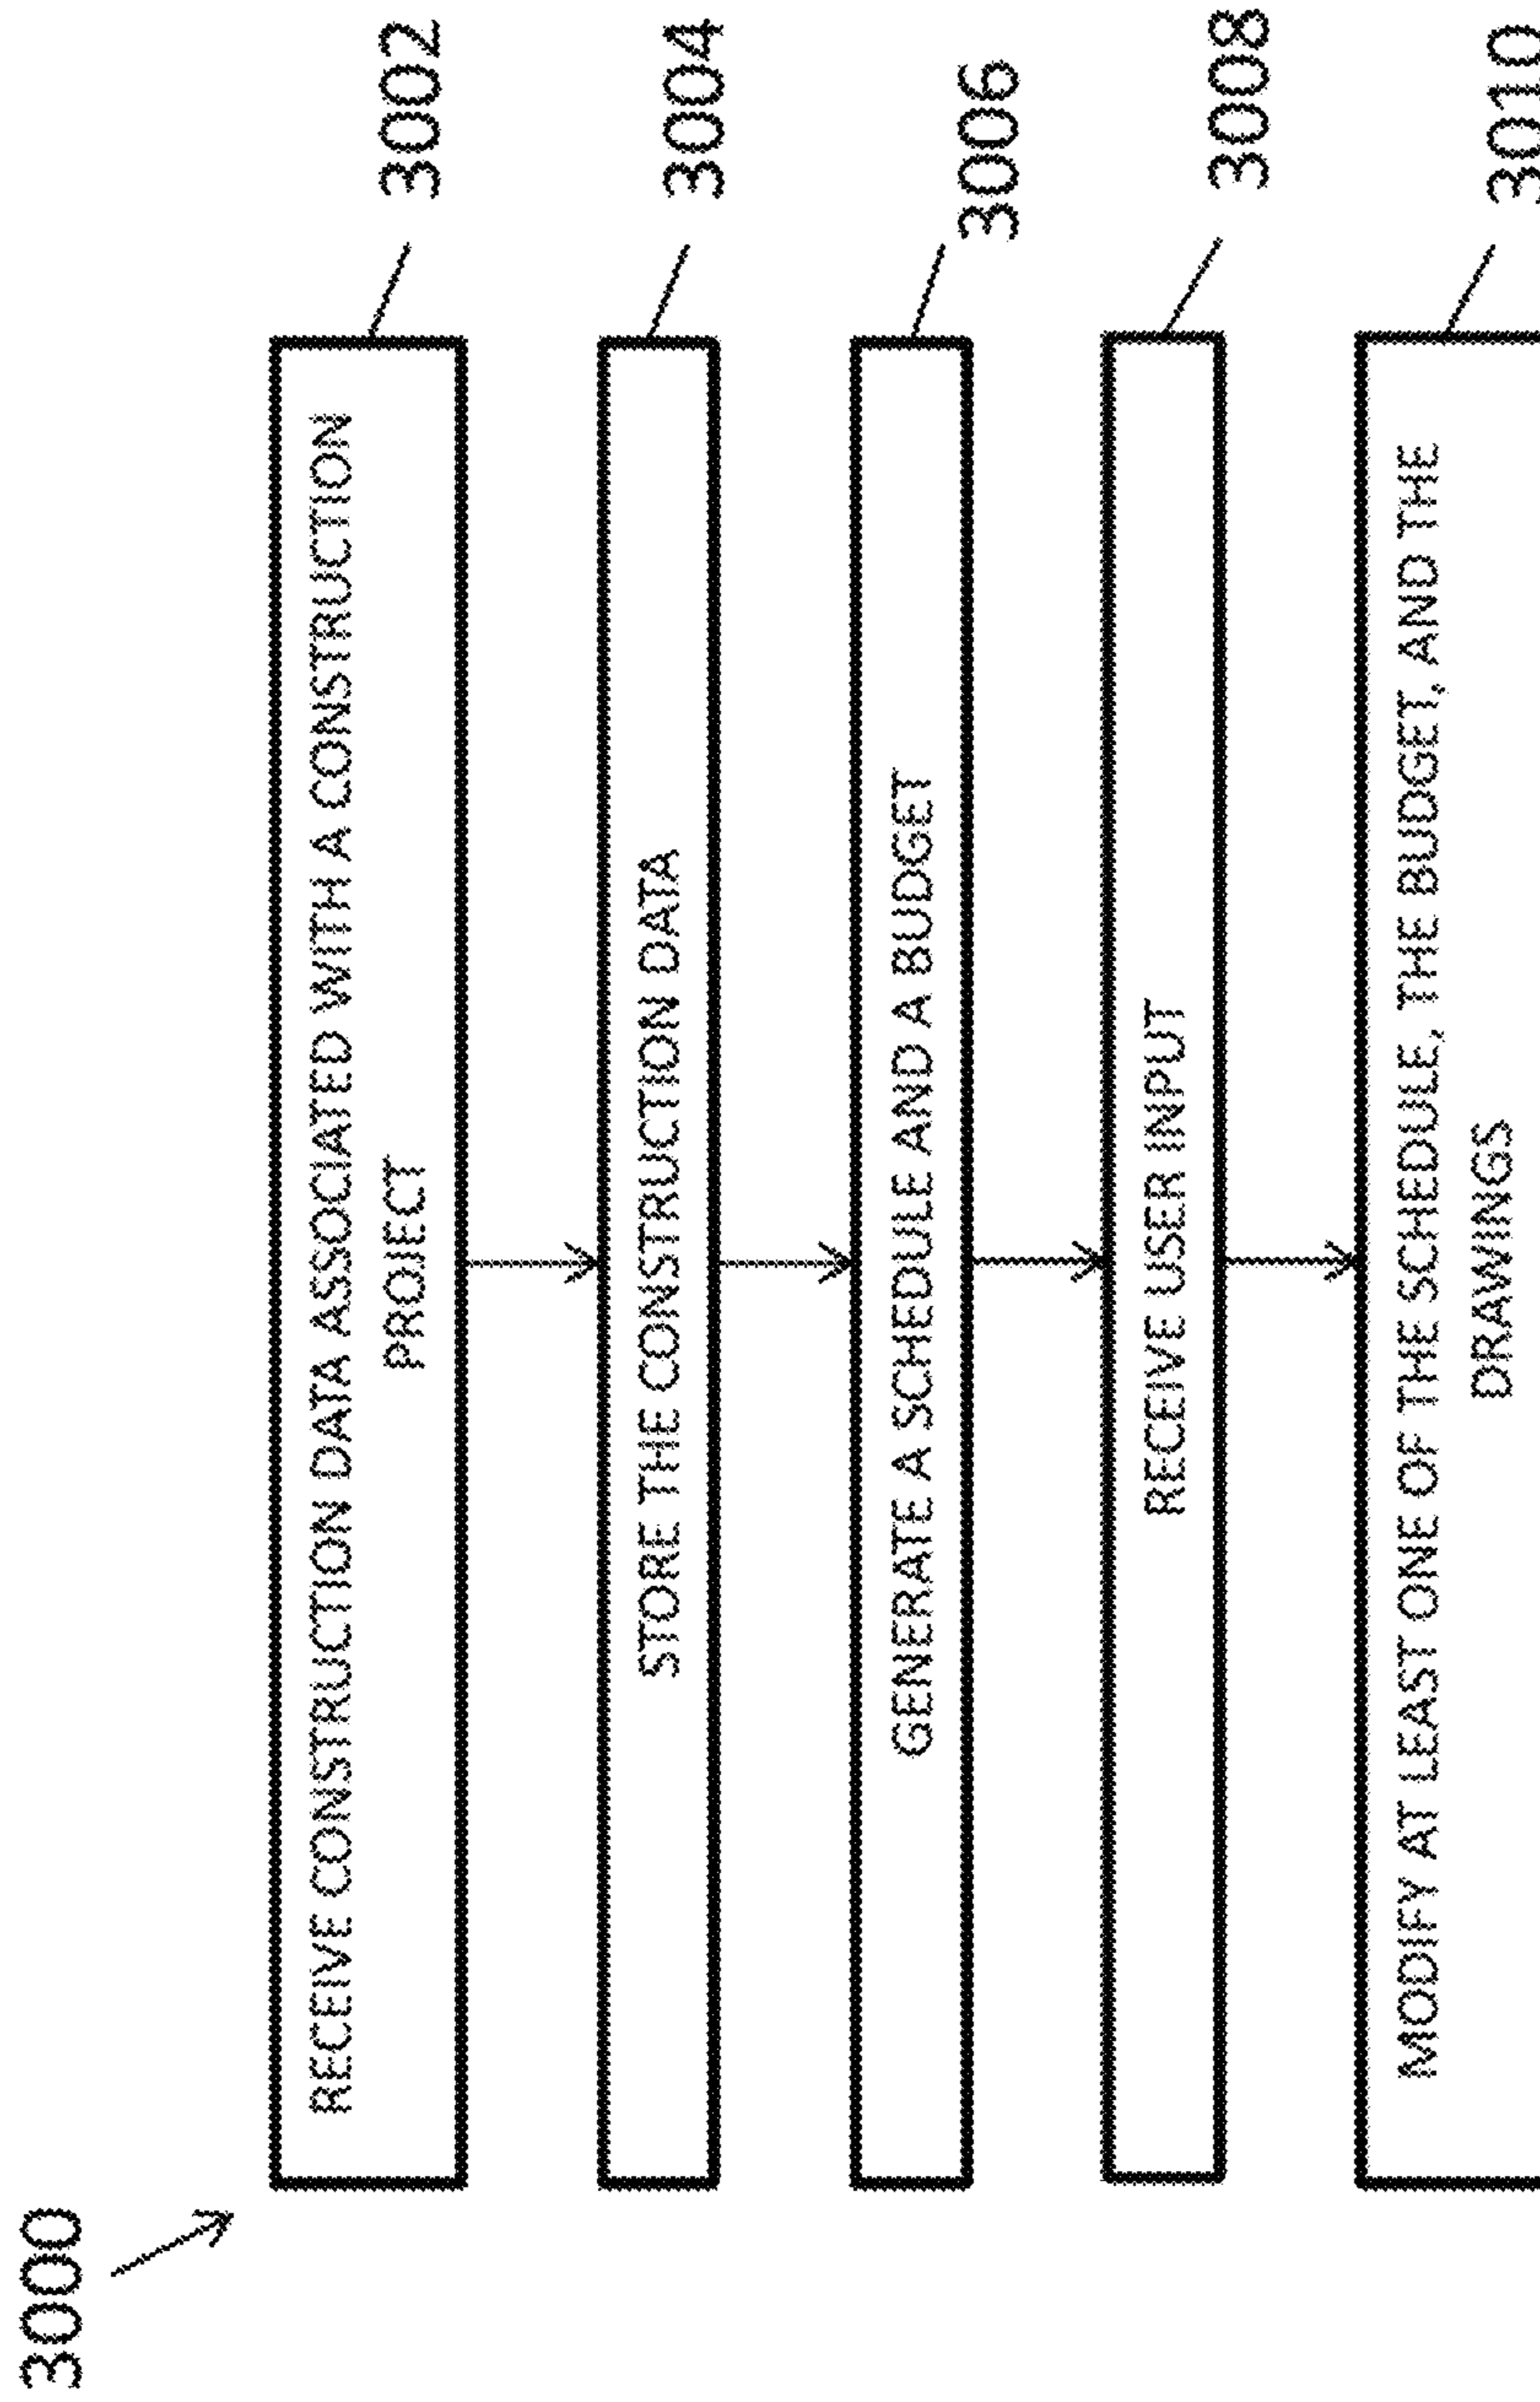 3000
RECEIVE CONSTRUCTION DATA ASSOCIATED WITH A CONSTRUCTION
PROJECT
3002
STORE THE CONSTRUCTION DATA
3004
GENERATE A SCHEDULE AND A BUDGET
3006
RECEIVE USER INPUT
3008
MODIFY AT LEAST ONE OF THE SCHEDULE, THE BUDGET, AND THE
DRAWINGS
3010